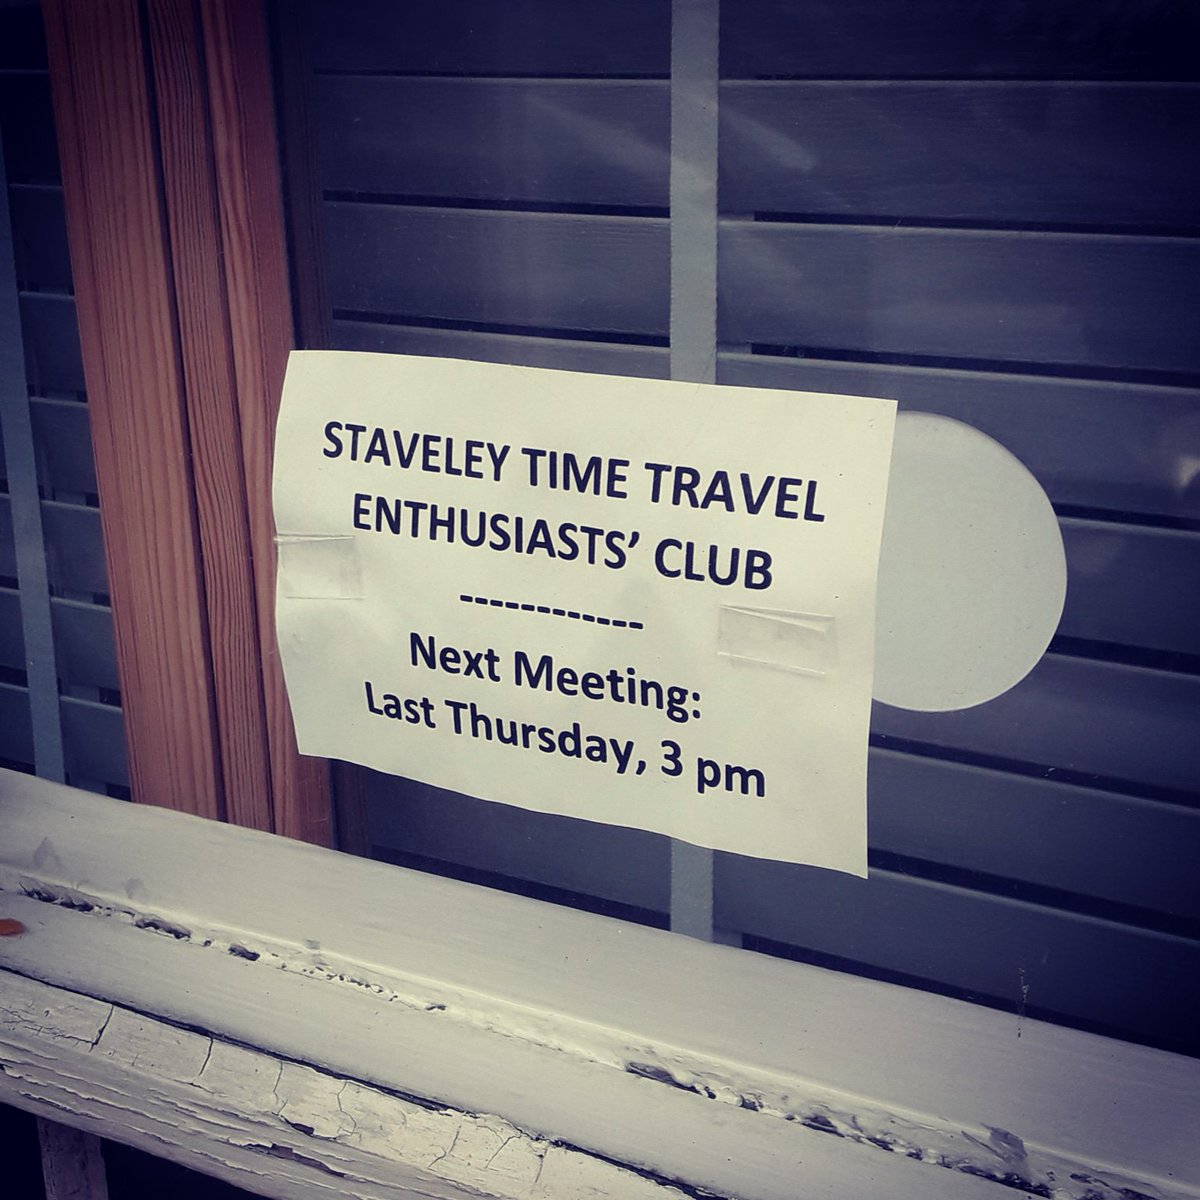 STAVELEY TIME TRAVEL
ENTHUSIASTS’ CLUB
------------
Next Meeting:
Last Thursday, 3 pm